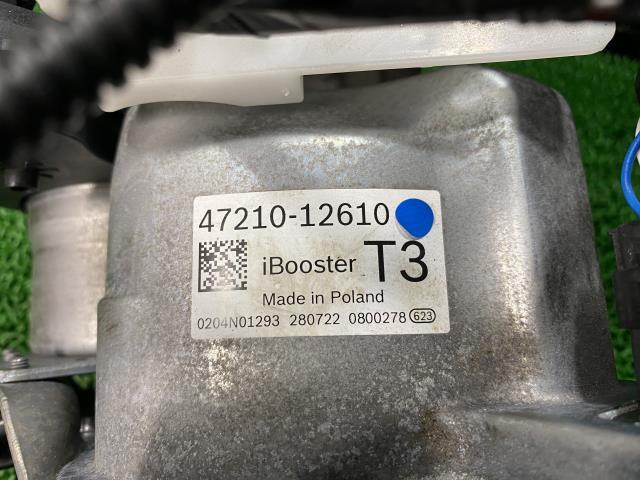 47210-12610
iBooster T3
Made in Poland
0204N01293 280722 0800278 623